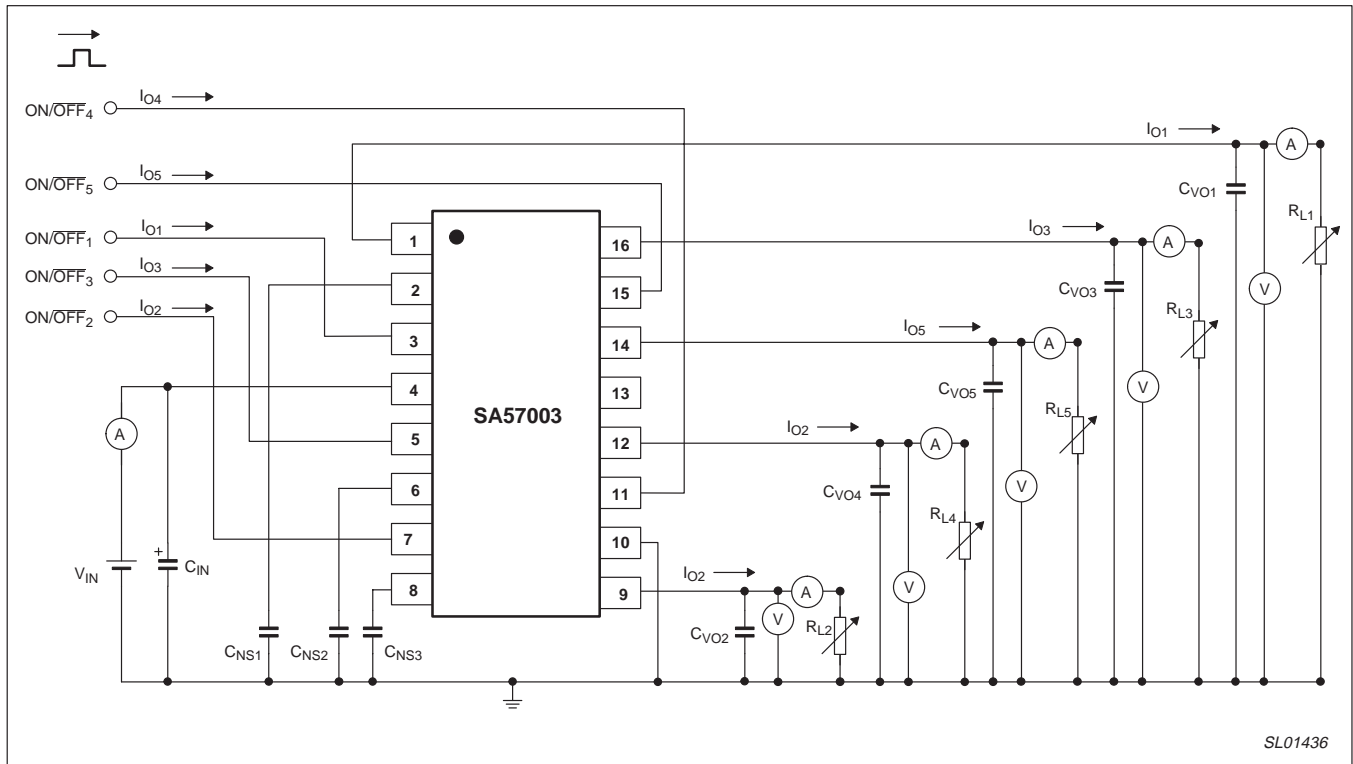 ON/OFF4
IO4
ON/OFF5
IO5
ON/OFF1
IO1
ON/OFF3
IO3
ON/OFF2
IO2
A
VIN
+
CIN
CNS1
CNS2
CNS3
1
2
3
4
5
6
7
8
SA57003
16
15
14
13
12
11
10
9
IO1
A
CVO1
V
RL1
IO3
A
CVO3
V
RL3
IO5
A
CVO5
V
RL5
IO2
A
CVO4
V
RL4
IO2
A
CVO2
V
RL2
SL01436